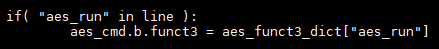 if( "aes_run" in line ):
        aes_cmd.b.funct3 = aes_funct3_dict["aes_run"]